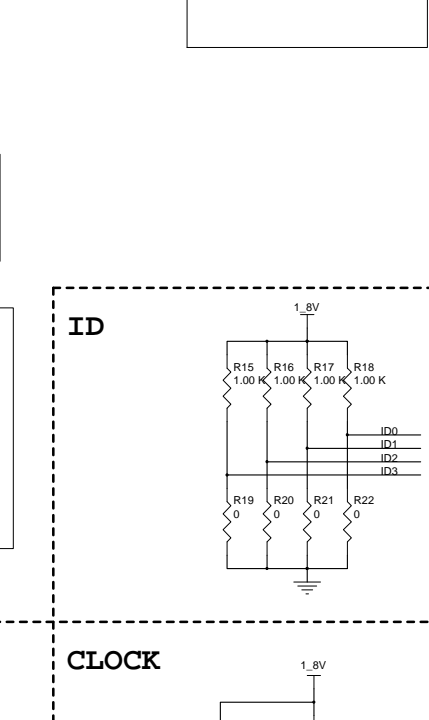 1_8V
ID
R15 R16 R17 R18
1.00 K 1.00 K 1.00 K 1.00 K
ID0
ID1
ID2
ID3
R19 R20 R21 R22
0 0 0 0
CLOCK
1_8V